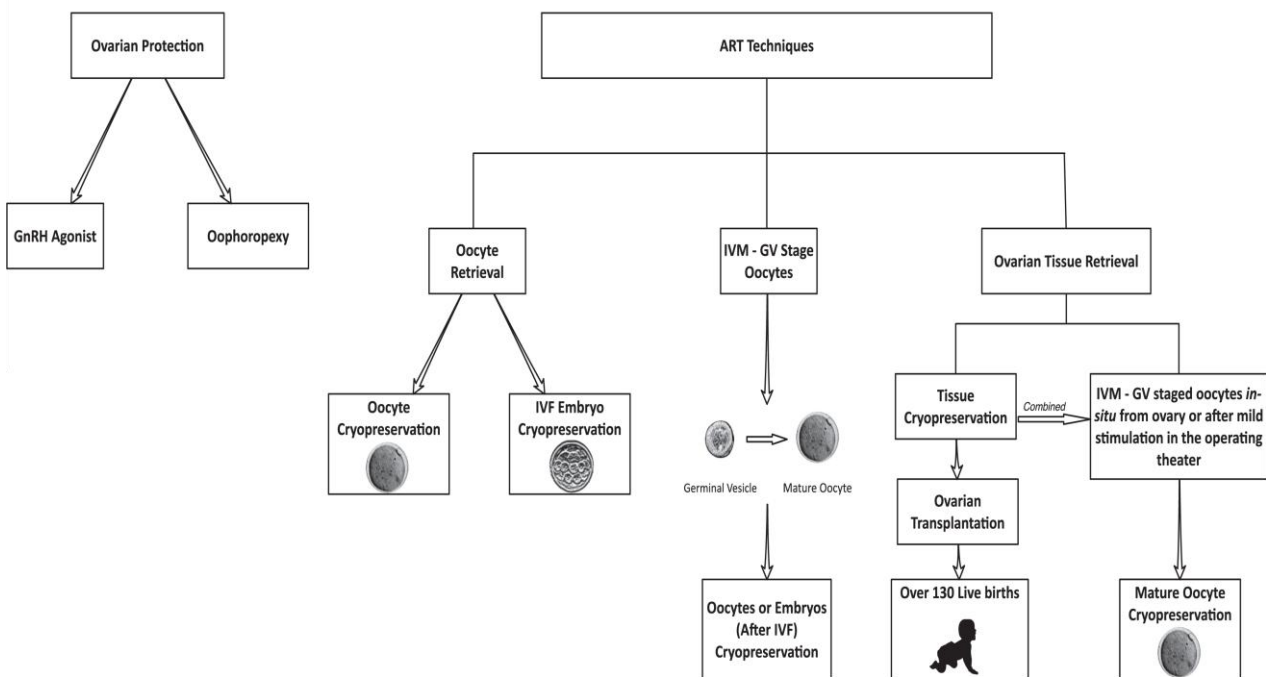 Ovarian Protection
ART Techniques
GnRH Agonist
Oophoropexy
Oocyte
Retrieval
IVM - GV Stage
Oocytes
Ovarian Tissue Retrieval
Oocyte
Cryopreservation
IVF Embryo
Cryopreservation
Germinal Vesicle
Mature Oocyte
Tissue
Cryopreservation
Combined
IVM - GV staged oocytes in-
situ from ovary or after mild
stimulation in the operating
theater
Ovarian
Transplantation
Oocytes or Embryos
(After IVF)
Cryopreservation
Over 130 Live births
Mature Oocyte
Cryopreservation